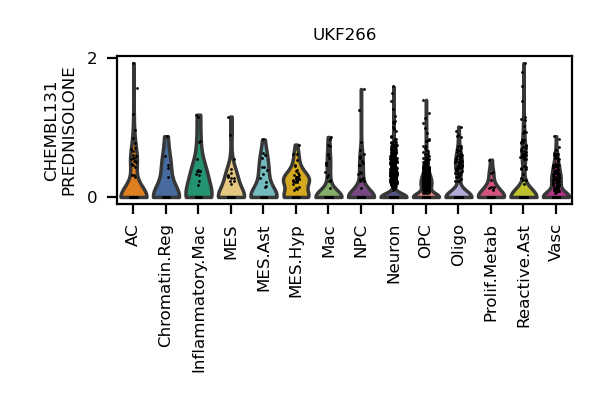 UKF266
CHEMBL131
PREDNISOLONE
2
0
AC
Chromatin.Reg
Inflammatory.Mac
MES
MES.Ast
MES.Hyp
Mac
NPC
Neuron
OPC
Oligo
Prolif.Metab
Reactive.Ast
Vasc